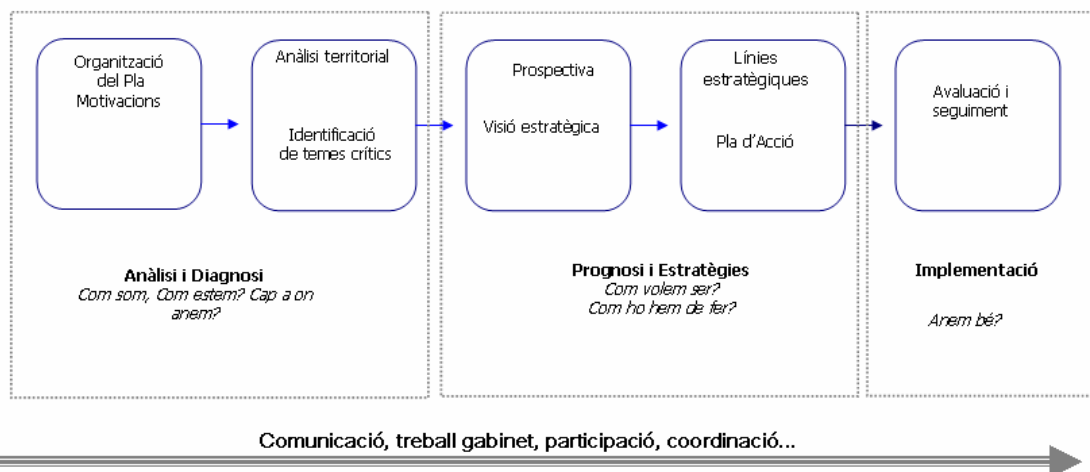 Organització
del Pla
Motivacions
Anàlisi territorial
Identificació
de temes crítics
Prospectiva
Visió estratègica
Línies
estratègiques
Pla d'Acció
Avaluació i
seguiment
Anàlisi i Diagnosi
Com som, Com estem? Cap a on
anem?
Prognosi i Estratègies
Com volem ser?
Com ho hem de fer?
Implementació
Anem bé?
Comunicació, treball gabinet, participació, coordinació...